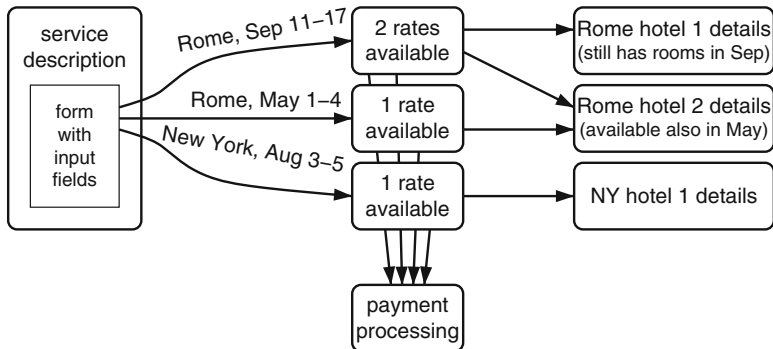 service
description
form
with
input
fields
Rome, Sep 11–17
Rome, May 1–4
New York, Aug 3–5
2 rates
available
1 rate
available
1 rate
available
payment
processing
Rome hotel 1 details
(still has rooms in Sep)
Rome hotel 2 details
(available also in May)
NY hotel 1 details